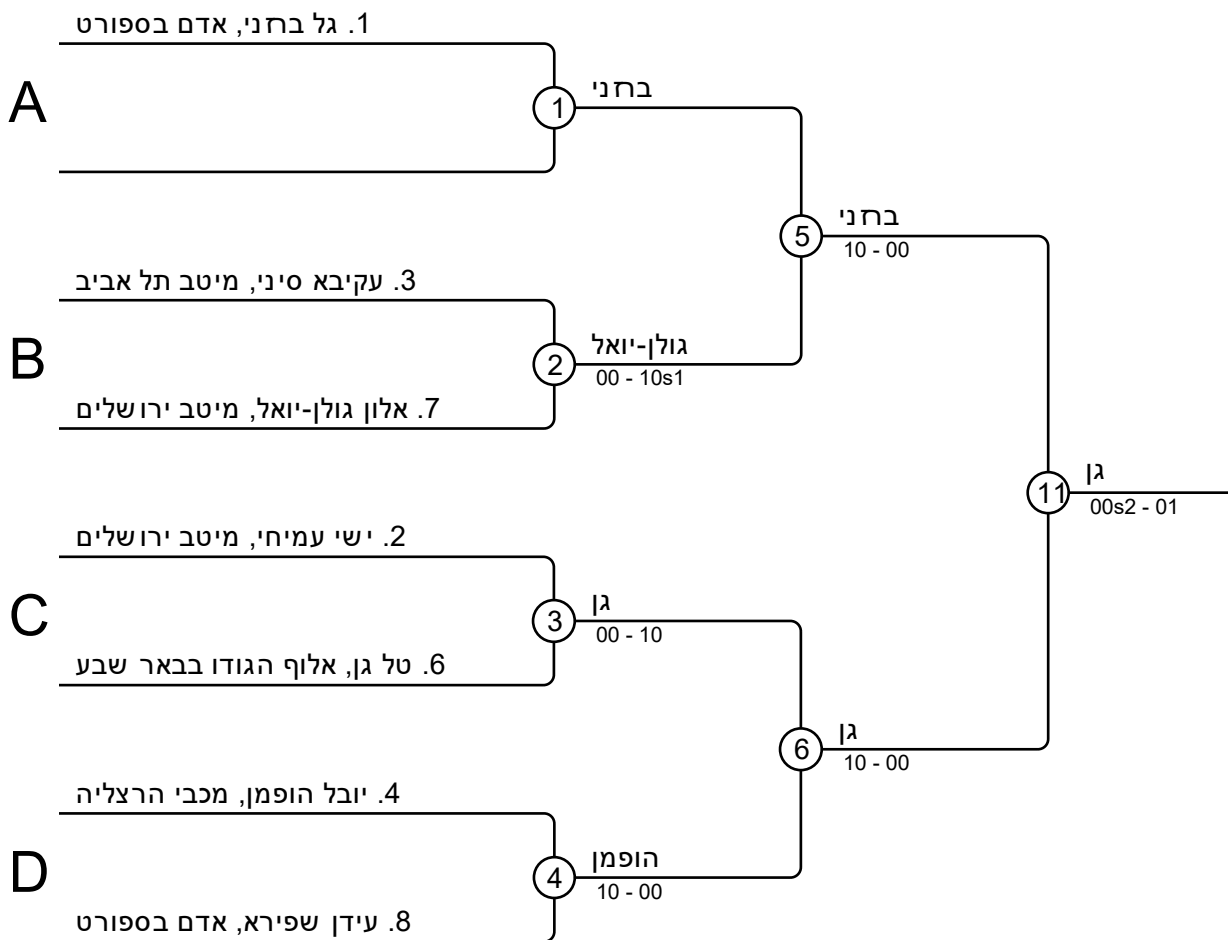 1. גל ברזני, אדם בספורט
A
1
ברזני
5
ברזני
10 - 00
3. עקיבא סיני, מיטב תל אביב
B
2
גולן-יואל
00 - 10s1
7. אלון גולן-יואל, מיטב ירושלים
11
גן
00s2 - 01
2. ישי עמיחי, מיטב ירושלים
C
3
גן
00 - 10
6. טל גן, אלוף הגודו בבאר שבע
6
גן
10 - 00
4. יובל הופמן, מכבי הרצליה
D
4
הופמן
10 - 00
8. עידן שפירא, אדם בספורט